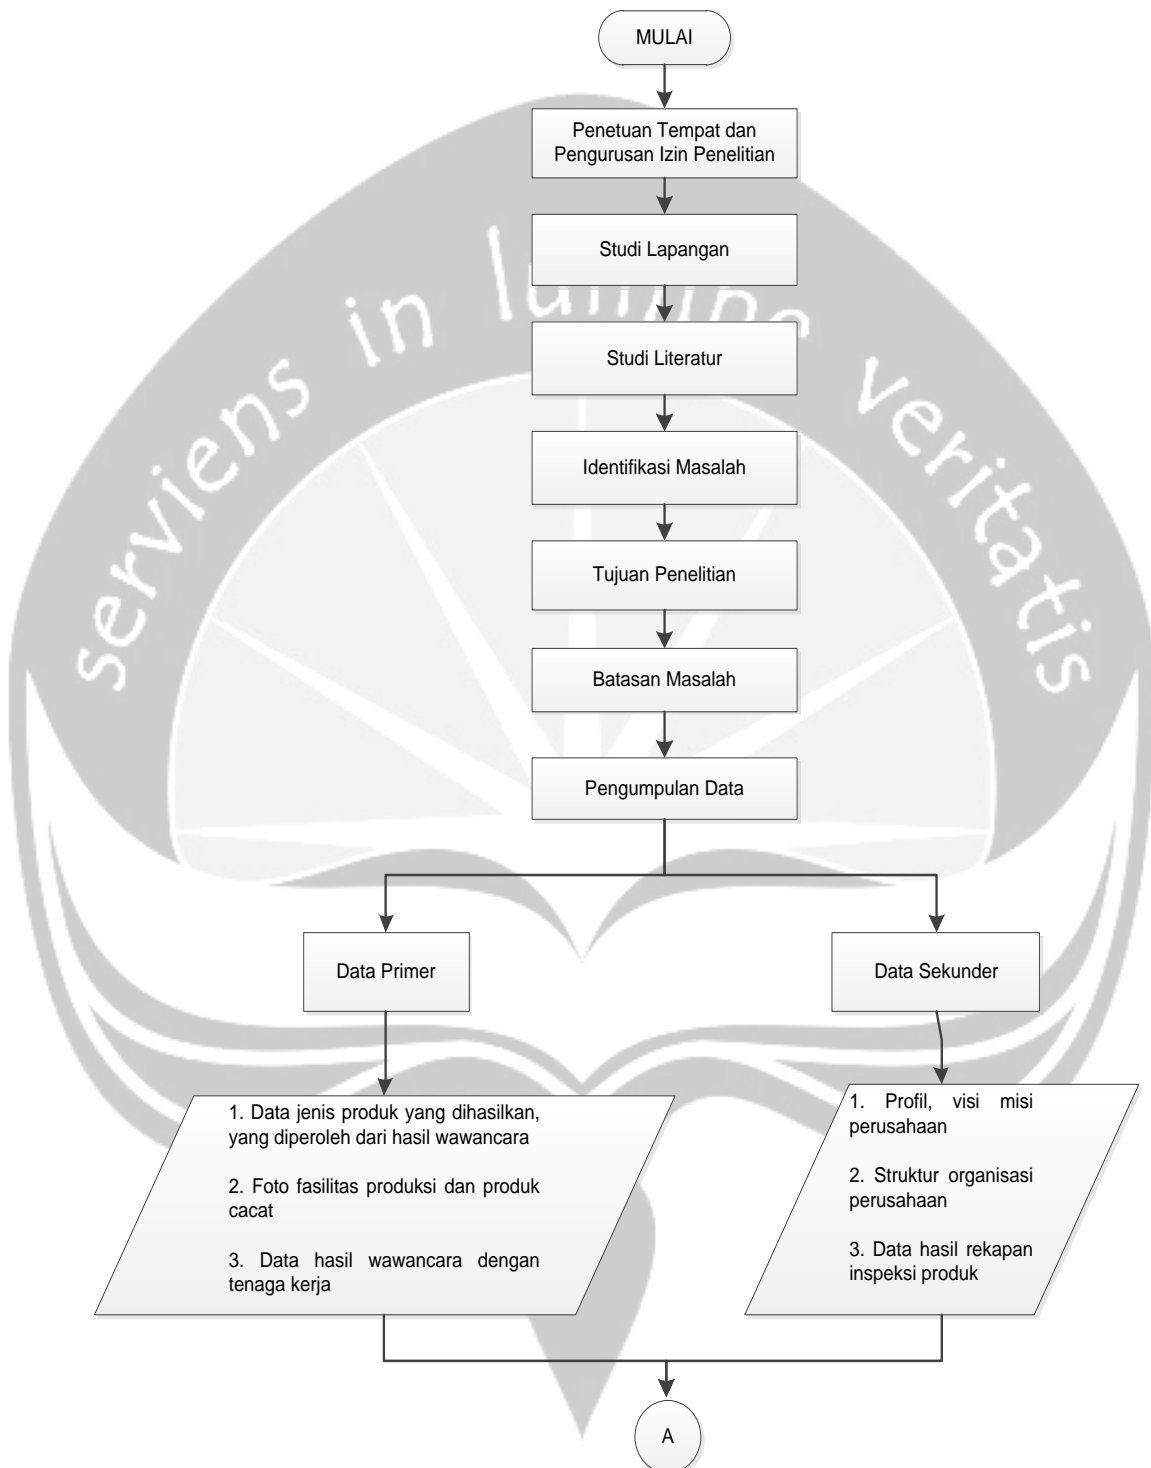 MULAI
Penetuan Tempat dan
Pengurusan Izin Penelitian
Studi Lapangan
serviens in lumine veritatis
Studi Literatur
Identifikasi Masalah
Tujuan Penelitian
Batasan Masalah
Pengumpulan Data
Data Primer
Data Sekunder
1. Data jenis produk yang dihasilkan,
yang diperoleh dari hasil wawancara
2. Foto fasilitas produksi dan produk
cacat
3. Data hasil wawancara dengan
tenaga kerja
1. Profil, visi misi
perusahaan
2. Struktur organisasi
perusahaan
3. Data hasil rekapan
inspeksi produk
A